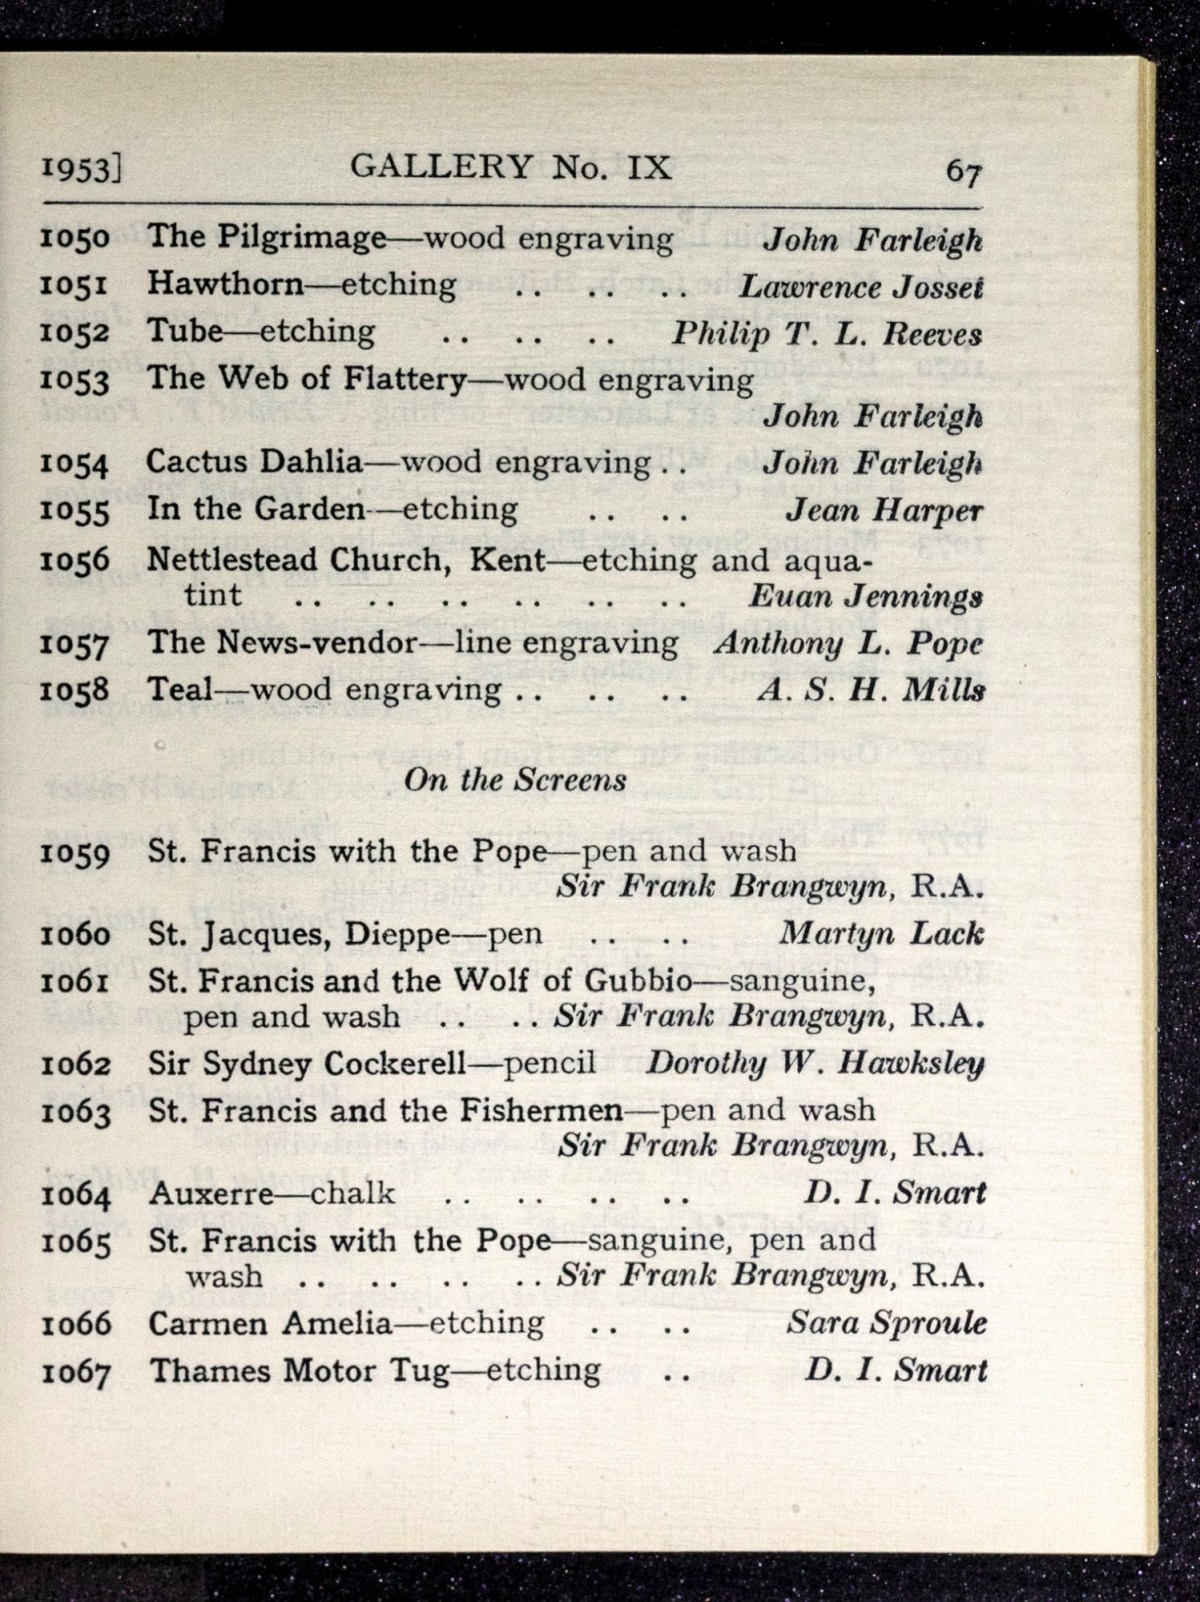 1953] GALLERY No. IX 67
1050 The Pilgrimage—wood engraving John Farleigh
1051 Hawthorn—etching .. .. .. Lawrence Josset
1052 Tube—etching .. .. .. Philip T. L. Reeves
1053 The Web of Flattery—wood engraving
John Farleigh
1054 Cactus Dahlia—wood engraving .. John Farleigh
1055 In the Garden—etching .. .. Jean Harper
1056 Nettlestead Church, Kent—etching and aqua-
tint .. .. .. .. .. .. Euan Jennings
1057 The News-vendor—line engraving Anthony L. Pope
1058 Teal—wood engraving .. .. .. A. S. H. Mills
On the Screens
1059 St. Francis with the Pope—pen and wash
Sir Frank Brangwyn, R.A.
1060 St. Jacques, Dieppe—pen .. .. Martyn Lack
1061 St. Francis and the Wolf of Gubbio—sanguine,
pen and wash .. .. Sir Frank Brangwyn, R.A.
1062 Sir Sydney Cockerell—pencil Dorothy W. Hawksley
1063 St. Francis and the Fishermen—pen and wash
Sir Frank Brangwyn, R.A.
1064 Auxerre—chalk .. .. .. .. D. I. Smart
1065 St. Francis with the Pope—sanguine, pen and
wash .. .. .. .. Sir Frank Brangwyn, R.A.
1066 Carmen Amelia—etching .. .. Sara Sproule
1067 Thames Motor Tug—etching .. D. I. Smart